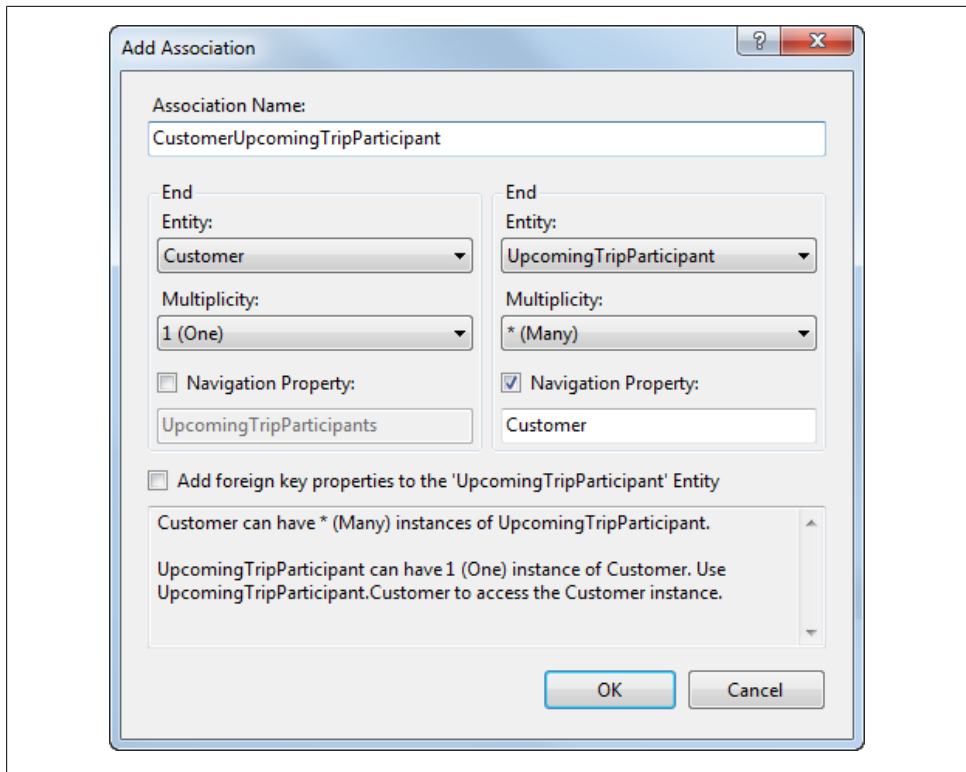 Add Association
?
X
Association Name:
CustomerUpcomingTripParticipant
End
Entity:
Customer
Multiplicity:
1 (One)
Navigation Property:
UpcomingTripParticipants
End
Entity:
UpcomingTripParticipant
Multiplicity:
* (Many)
Navigation Property:
Customer
Add foreign key properties to the 'UpcomingTripParticipant' Entity
Customer can have * (Many) instances of UpcomingTripParticipant.
UpcomingTripParticipant can have 1 (One) instance of Customer. Use
UpcomingTripParticipant.Customer to access the Customer instance.
OK
Cancel